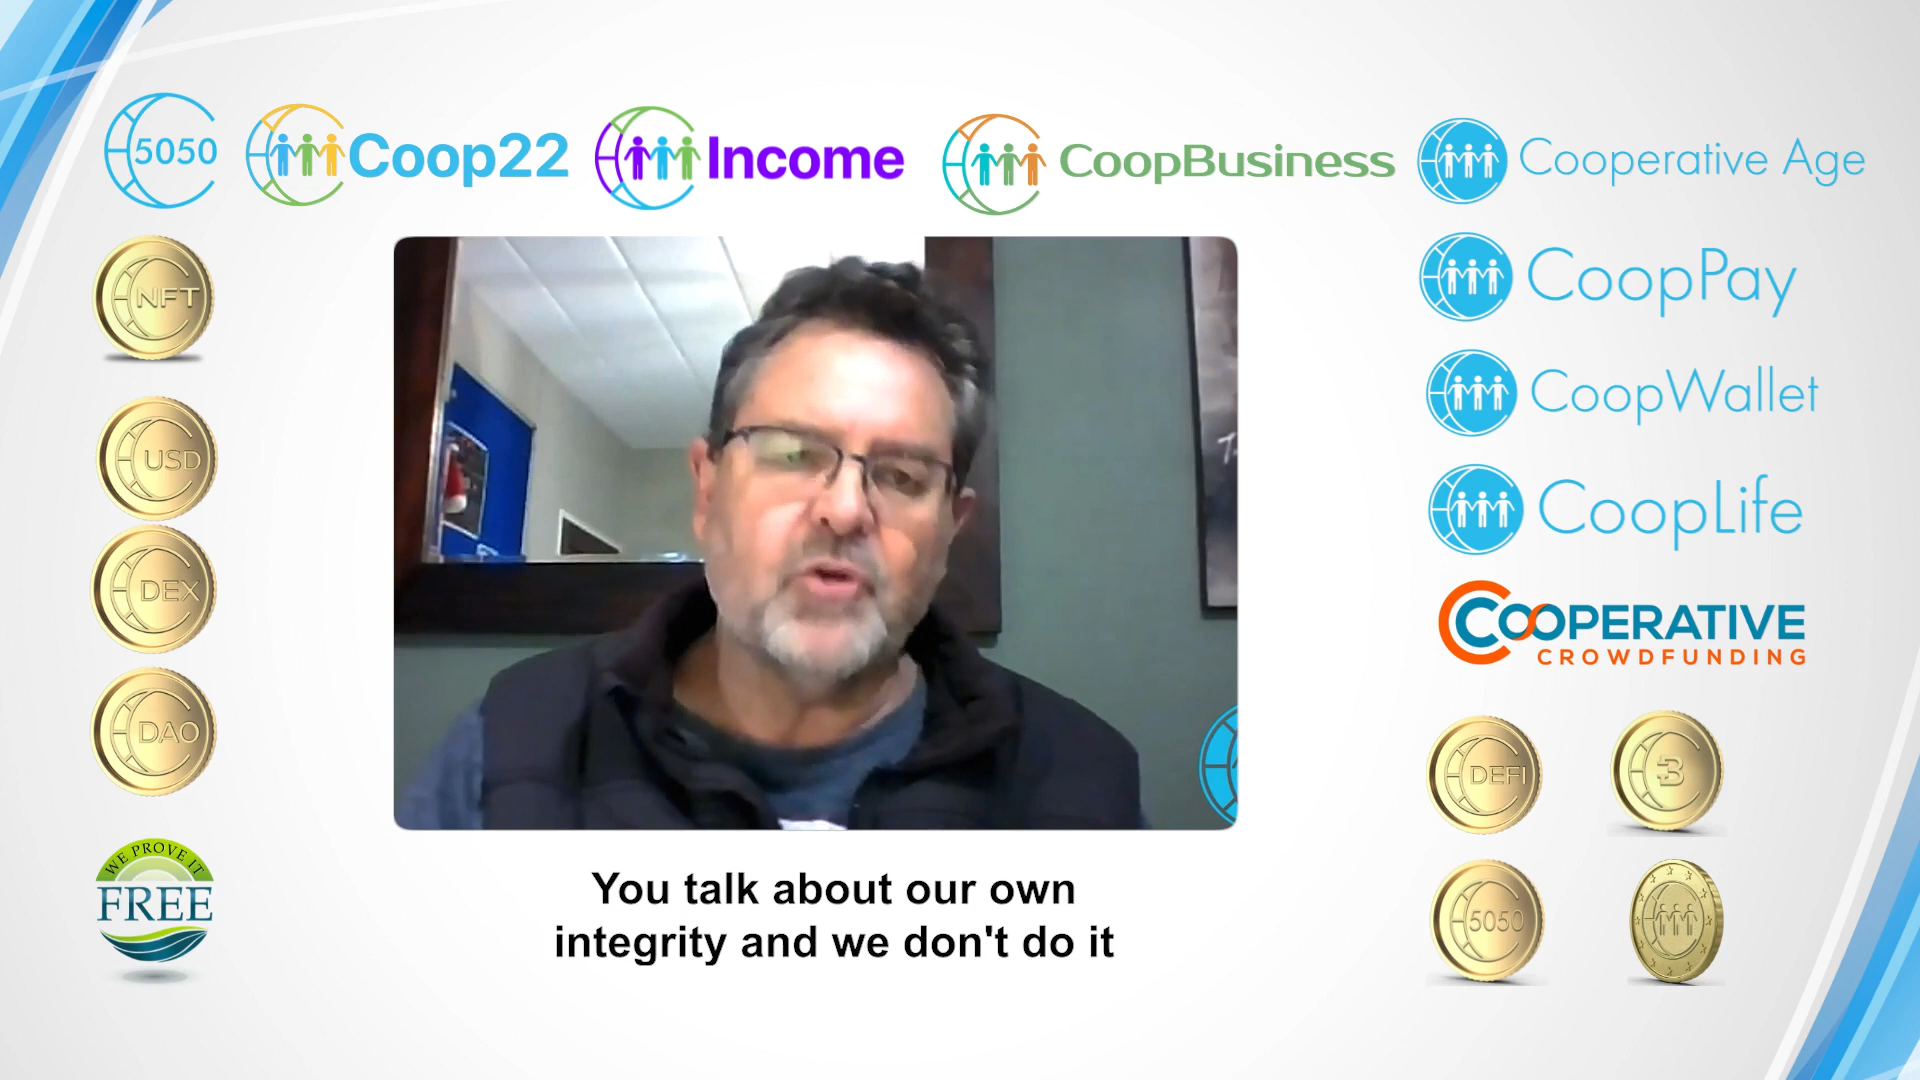 5050
Coop22
Income
CoopBusiness
Cooperative Age
NFT
CoopPay
USD
CoopWallet
CoopLife
DEX
COOPERATIVE
CROWDFUNDING
DAO
DEFI
WE PROVE IT
FREE
5050
You talk about our own
integrity and we don't do it